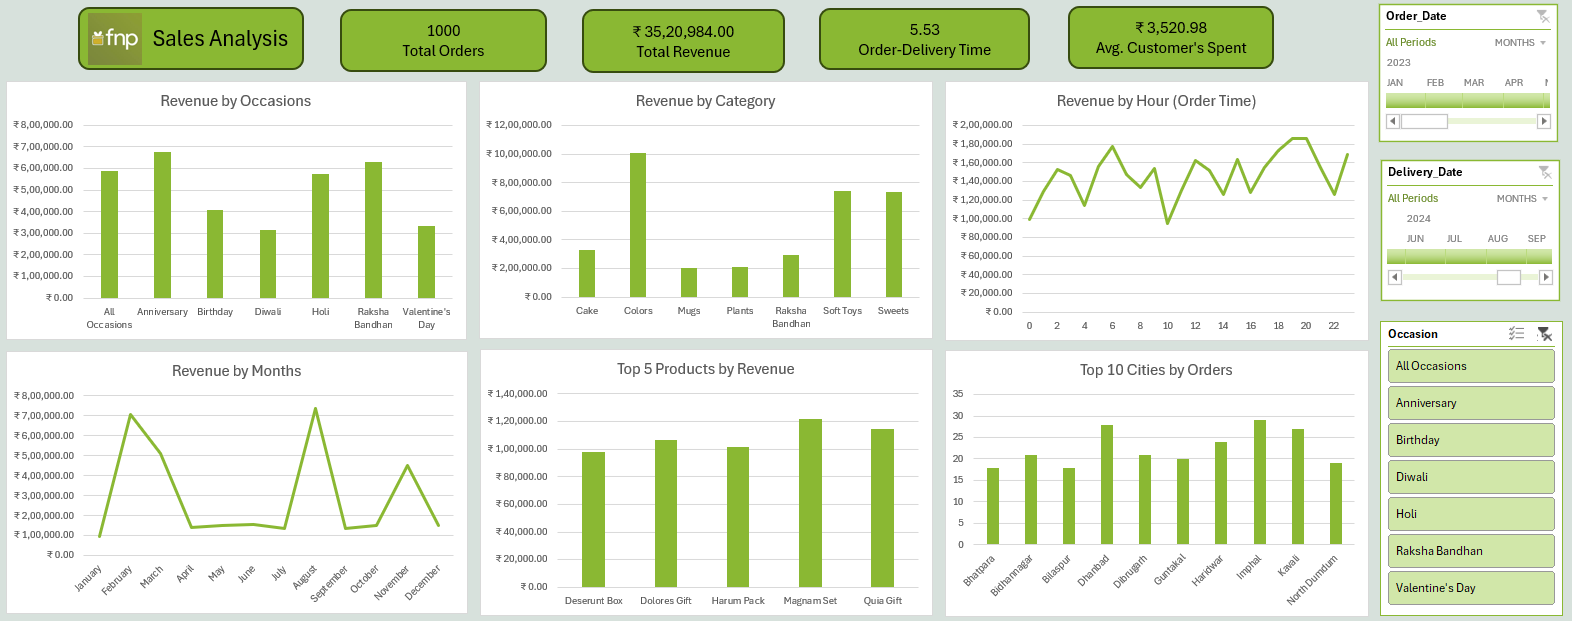 fnp Sales Analysis
1000
Total Orders
₹ 35,20,984.00
Total Revenue
5.53
Order-Delivery Time
₹ 3,520.98
Avg. Customer's Spent
Revenue by Occasions
₹ 8,00,000.00
₹ 7,00,000.00
₹ 6,00,000.00
₹ 5,00,000.00
₹ 4,00,000.00
₹ 3,00,000.00
₹ 2,00,000.00
₹ 1,00,000.00
₹ 0.00
All Occasions
Anniversary
Birthday
Diwali
Holi
Raksha Bandhan
Valentine's Day
Revenue by Category
₹ 12,00,000.00
₹ 10,00,000.00
₹ 8,00,000.00
₹ 6,00,000.00
₹ 4,00,000.00
₹ 2,00,000.00
₹ 0.00
Cake
Colors
Mugs
Plants
Raksha Bandhan
Soft Toys
Sweets
Revenue by Hour (Order Time)
₹ 2,00,000.00
₹ 1,80,000.00
₹ 1,60,000.00
₹ 1,40,000.00
₹ 1,20,000.00
₹ 1,00,000.00
₹ 80,000.00
₹ 60,000.00
₹ 40,000.00
₹ 20,000.00
₹ 0.00
0 2 4 6 8 10 12 14 16 18 20 22
Revenue by Months
₹ 8,00,000.00
₹ 7,00,000.00
₹ 6,00,000.00
₹ 5,00,000.00
₹ 4,00,000.00
₹ 3,00,000.00
₹ 2,00,000.00
₹ 1,00,000.00
₹ 0.00
January
February
March
April
May
June
July
August
September
October
November
December
Top 5 Products by Revenue
₹ 1,40,000.00
₹ 1,20,000.00
₹ 1,00,000.00
₹ 80,000.00
₹ 60,000.00
₹ 40,000.00
₹ 20,000.00
₹ 0.00
Deserunt Box
Dolores Gift
Harum Pack
Magnam Set
Quia Gift
Top 10 Cities by Orders
35
30
25
20
15
10
5
0
Bhatpara
Bidhannagar
Bilaspur
Dhanbad
Dibrugarh
Guntakal
Haridwar
Imphal
Kavali
North Dumdum
Order_Date
All Periods MONTHS
2023
JAN FEB MAR APR
Delivery_Date
All Periods MONTHS
2024
JUN JUL AUG SEP
Occasion
All Occasions
Anniversary
Birthday
Diwali
Holi
Raksha Bandhan
Valentine's Day